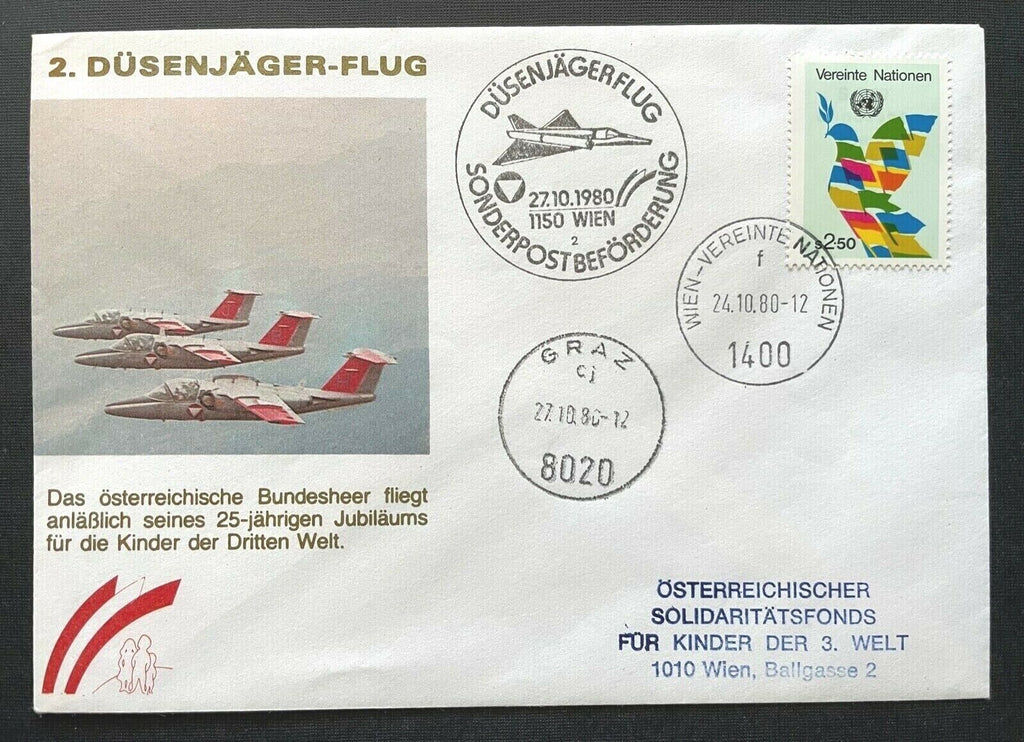 2. DÜSENJÄGER-FLUG
DÜSENJÄGERFLUG
27.10.1980
1150 WIEN
2
SONDERPOSTBEFÖRDERUNG
Vereinte Nationen
s2·50
WIEN-VEREINTE NATIONEN
f
24.10.80-12
1400
GRAZ
cj
27.10.80-12
8020
Das österreichische Bundesheer fliegt
anläßlich seines 25-jährigen Jubiläums
für die Kinder der Dritten Welt.
ÖSTERREICHISCHER
SOLIDARITÄTSFONDS
FÜR KINDER DER 3. WELT
1010 Wien, Ballgasse 2